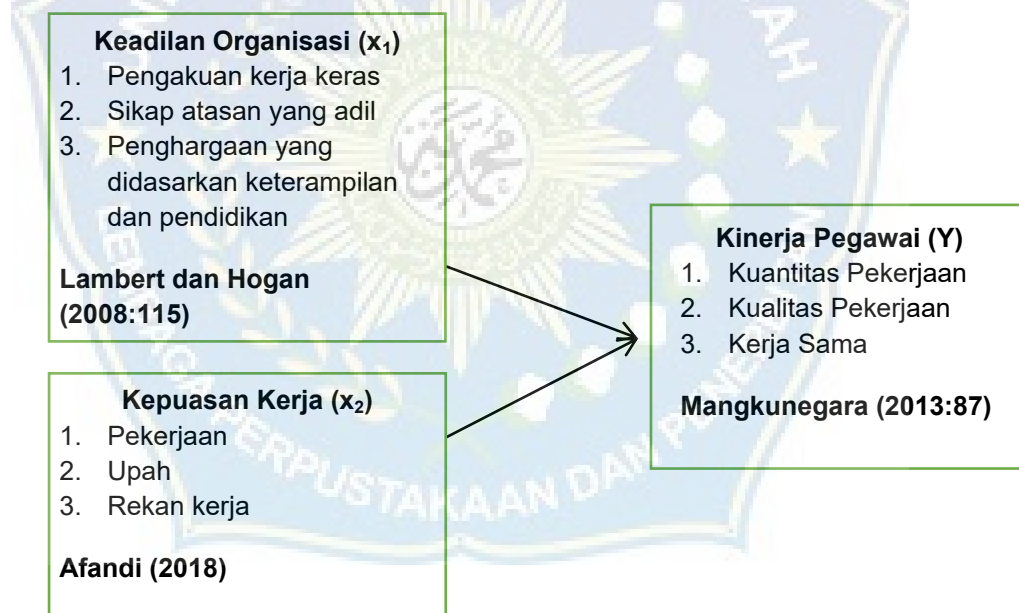 Keadilan Organisasi (x₁)
1. Pengakuan kerja keras
2. Sikap atasan yang adil
3. Penghargaan yang
didasarkan keterampilan
dan pendidikan
Lambert dan Hogan
(2008:115)
Kepuasan Kerja (x₂)
1. Pekerjaan
2. Upah
3. Rekan kerja
Afandi (2018)
Kinerja Pegawai (Y)
1. Kuantitas Pekerjaan
2. Kualitas Pekerjaan
3. Kerja Sama
Mangkunegara (2013:87)
PERPUSTAKAAN DAN